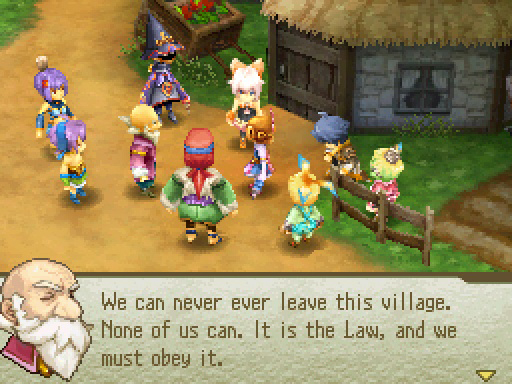 We can never ever leave this village.
None of us can. It is the Law, and we
must obey it.